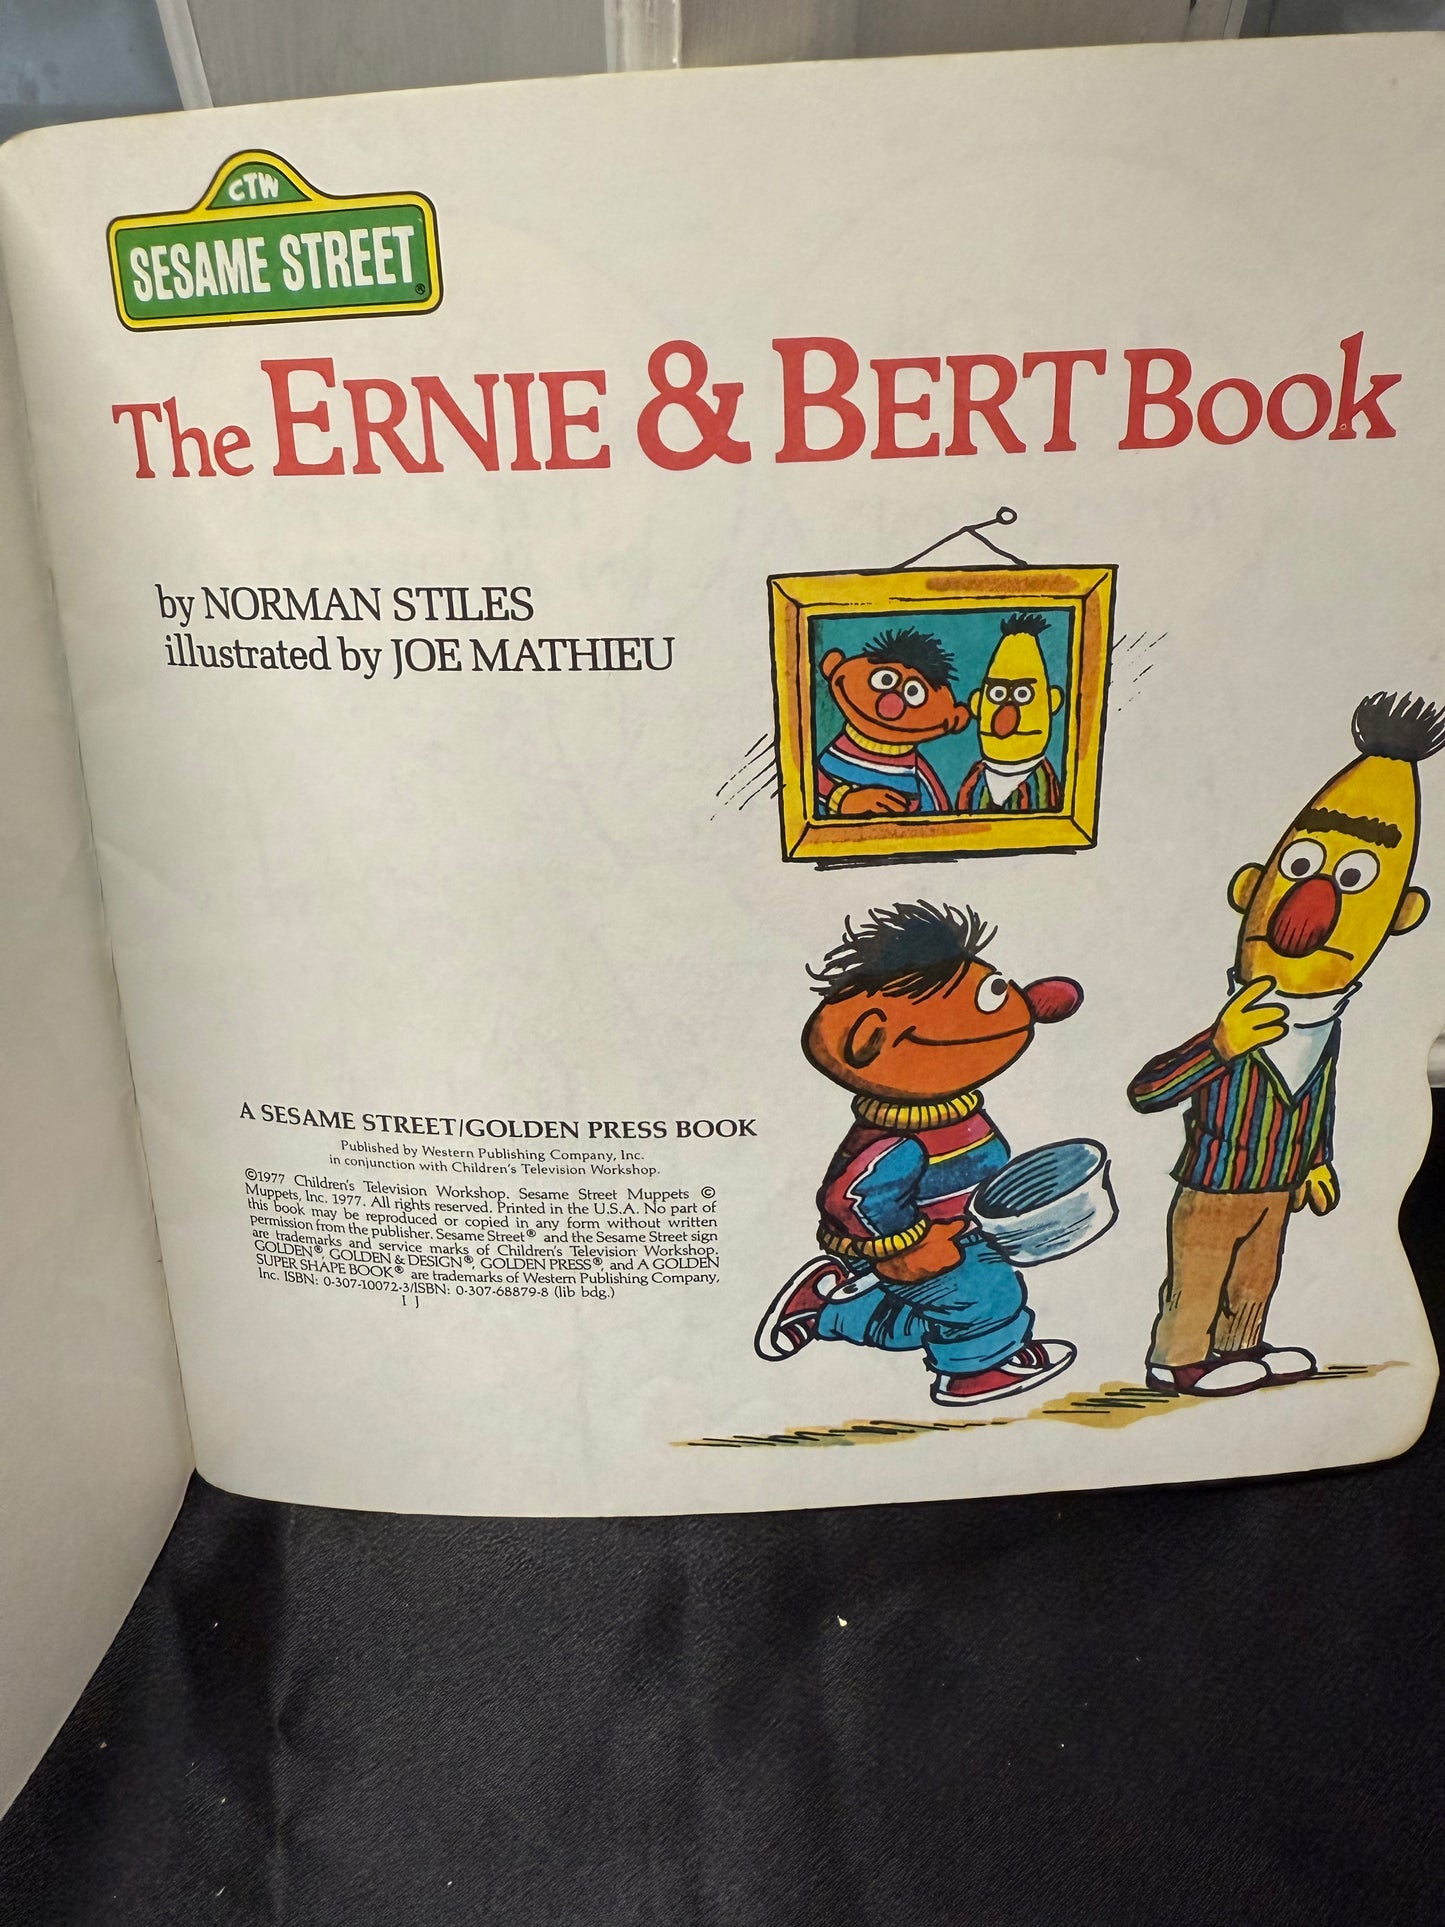 CTW
SESAME STREET®
The ERNIE & BERT Book
by NORMAN STILES
illustrated by JOE MATHIEU
A SESAME STREET/GOLDEN PRESS BOOK
Published by Western Publishing Company, Inc.
in conjunction with Children's Television Workshop.
©1977 Children's Television Workshop. Sesame Street Muppets ©
Muppets, Inc. 1977. All rights reserved. Printed in the U.S.A. No part of
this book may be reproduced or copied in any form without written
permission from the publisher. Sesame Street® and the Sesame Street sign
are trademarks and service marks of Children's Television Workshop.
GOLDEN®, GOLDEN & DESIGN®, GOLDEN PRESS®, and A GOLDEN
SUPER SHAPE BOOK® are trademarks of Western Publishing Company,
Inc. ISBN: 0-307-10072-3/ISBN: 0-307-68879-8 (lib bdg.)
I J